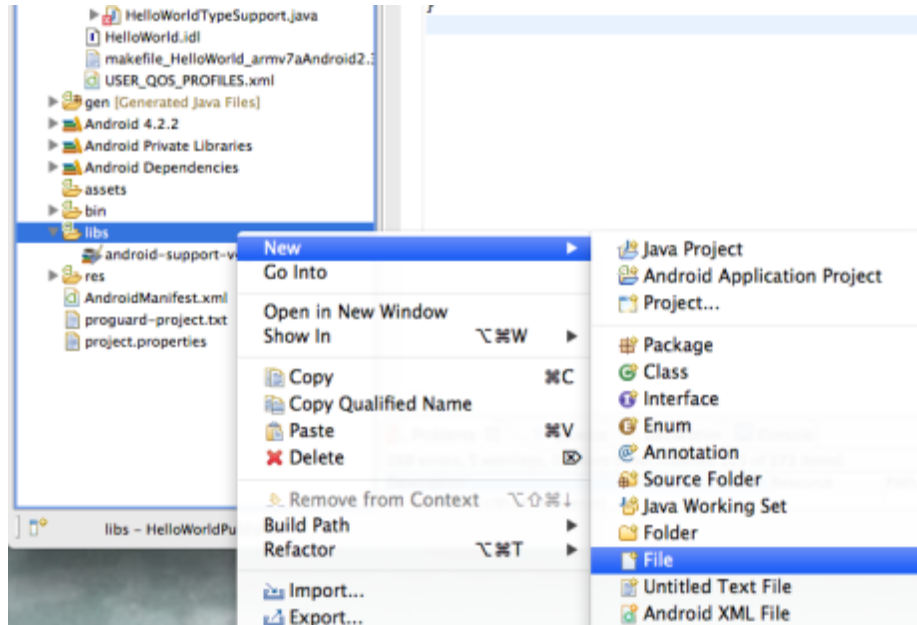 }
HelloWorldTypeSupport.java
HelloWorld.idl
makefile_HelloWorld_armv7aAndroid2.
USER_QOS_PROFILES.xml
gen [Generated Java Files]
Android 4.2.2
Android Private Libraries
Android Dependencies
assets
bin
libs
android-support-v
res
AndroidManifest.xml
proguard-project.txt
project.properties
libs - HelloWorldPu
New
Go Into
Open in New Window
Show In ⌥⌘W
Copy ⌘C
Copy Qualified Name
Paste ⌘V
Delete ⌦
Remove from Context ⌥⇧⌘↓
Build Path
Refactor ⌥⌘T
Import...
Export...
Java Project
Android Application Project
Project...
Package
Class
Interface
Enum
Annotation
Source Folder
Java Working Set
Folder
File
Untitled Text File
Android XML File